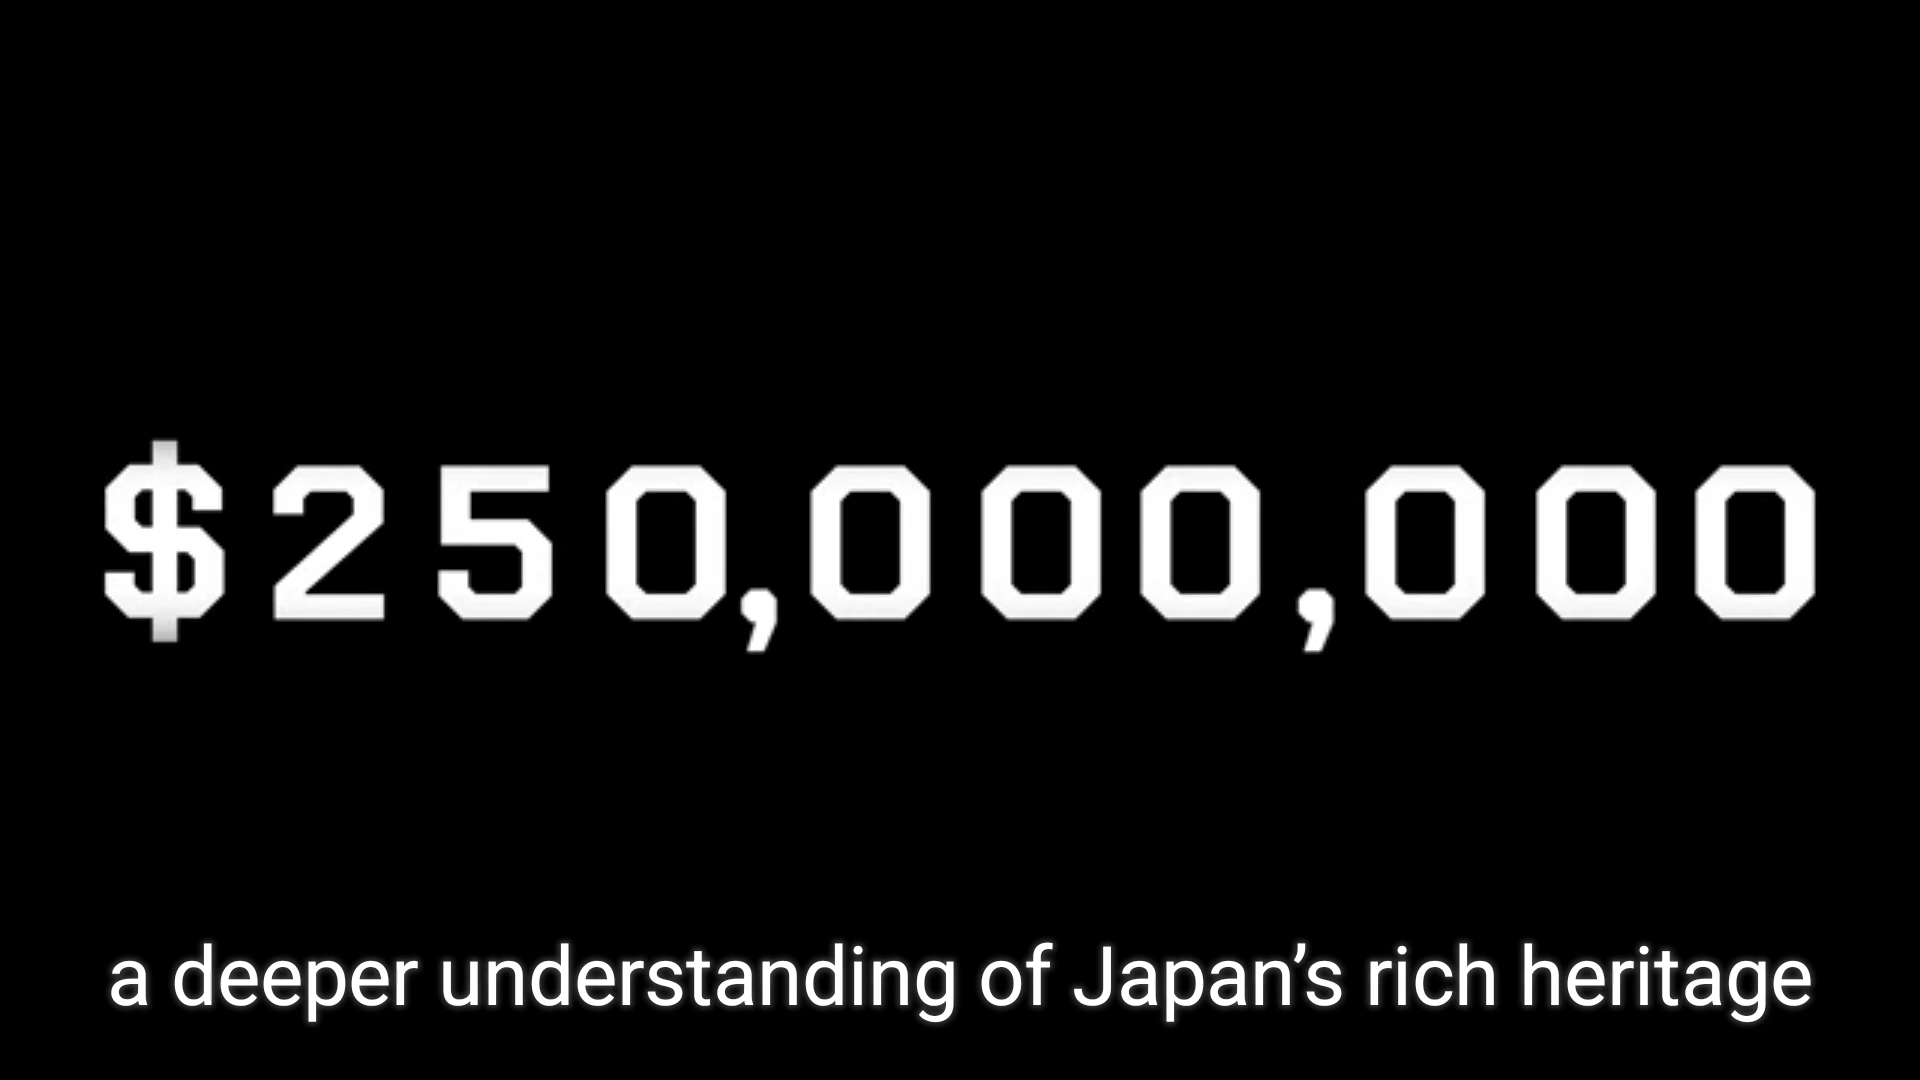 $250,000,000
a deeper understanding of Japan’s rich heritage